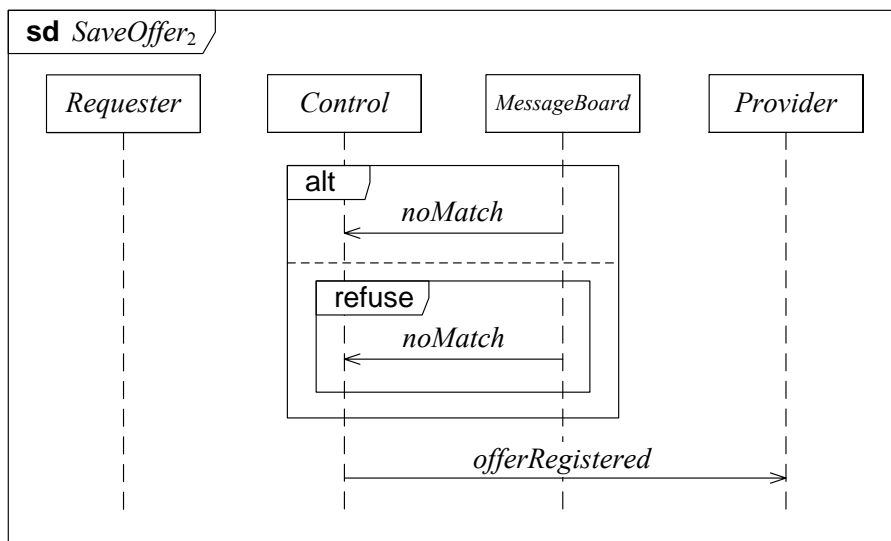 sd SaveOffer₂
Requester Control MessageBoard Provider
alt
noMatch
refuse
noMatch
offerRegistered